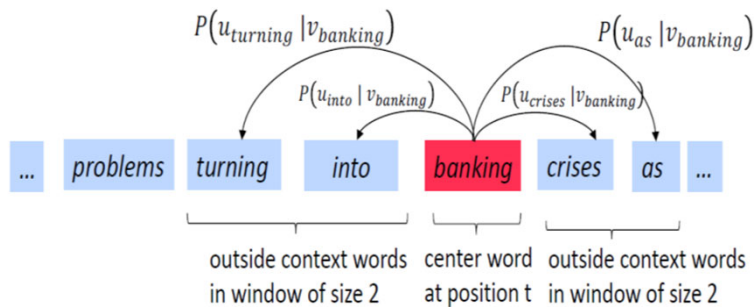 P(u_turning | v_banking) P(u_as | v_banking)
P(u_into | v_banking) P(u_crises | v_banking)
... problems turning into banking crises as ...
outside context words center word outside context words
in window of size 2 at position t in window of size 2